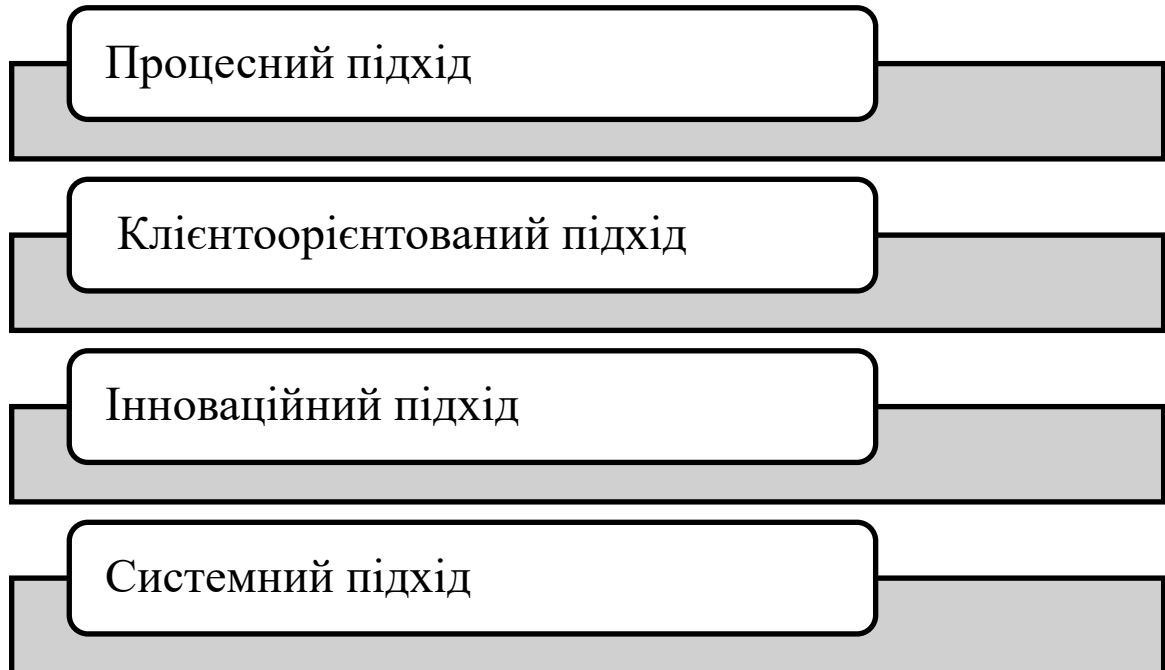 Процесний підхід
Клієнтоорієнтований підхід
Інноваційний підхід
Системний підхід